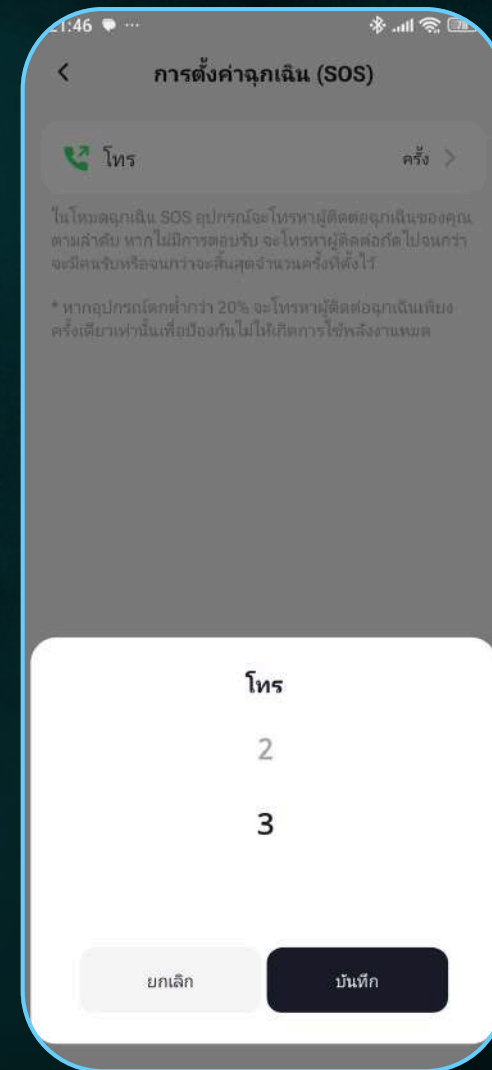 21:46
การตั้งค่าฉุกเฉิน (SOS)
โทร
ครั้ง
ในโหมดฉุกเฉิน SOS อุปกรณ์จะโทรหาผู้ติดต่อฉุกเฉินของคุณ
ตามลำดับ หากไม่มีการตอบรับ จะโทรหาผู้ติดต่อถัดไปจนกว่า
จะมีคนรับหรือจนกว่าจะสิ้นสุดจำนวนครั้งที่ตั้งไว้
* หากอุปกรณ์ตกต่ำกว่า 20% จะโทรหาผู้ติดต่อฉุกเฉินเพียง
ครั้งเดียวเท่านั้นเพื่อป้องกันไม่ให้เกิดการใช้พลังงานหมด
โทร
2
3
ยกเลิก
บันทึก